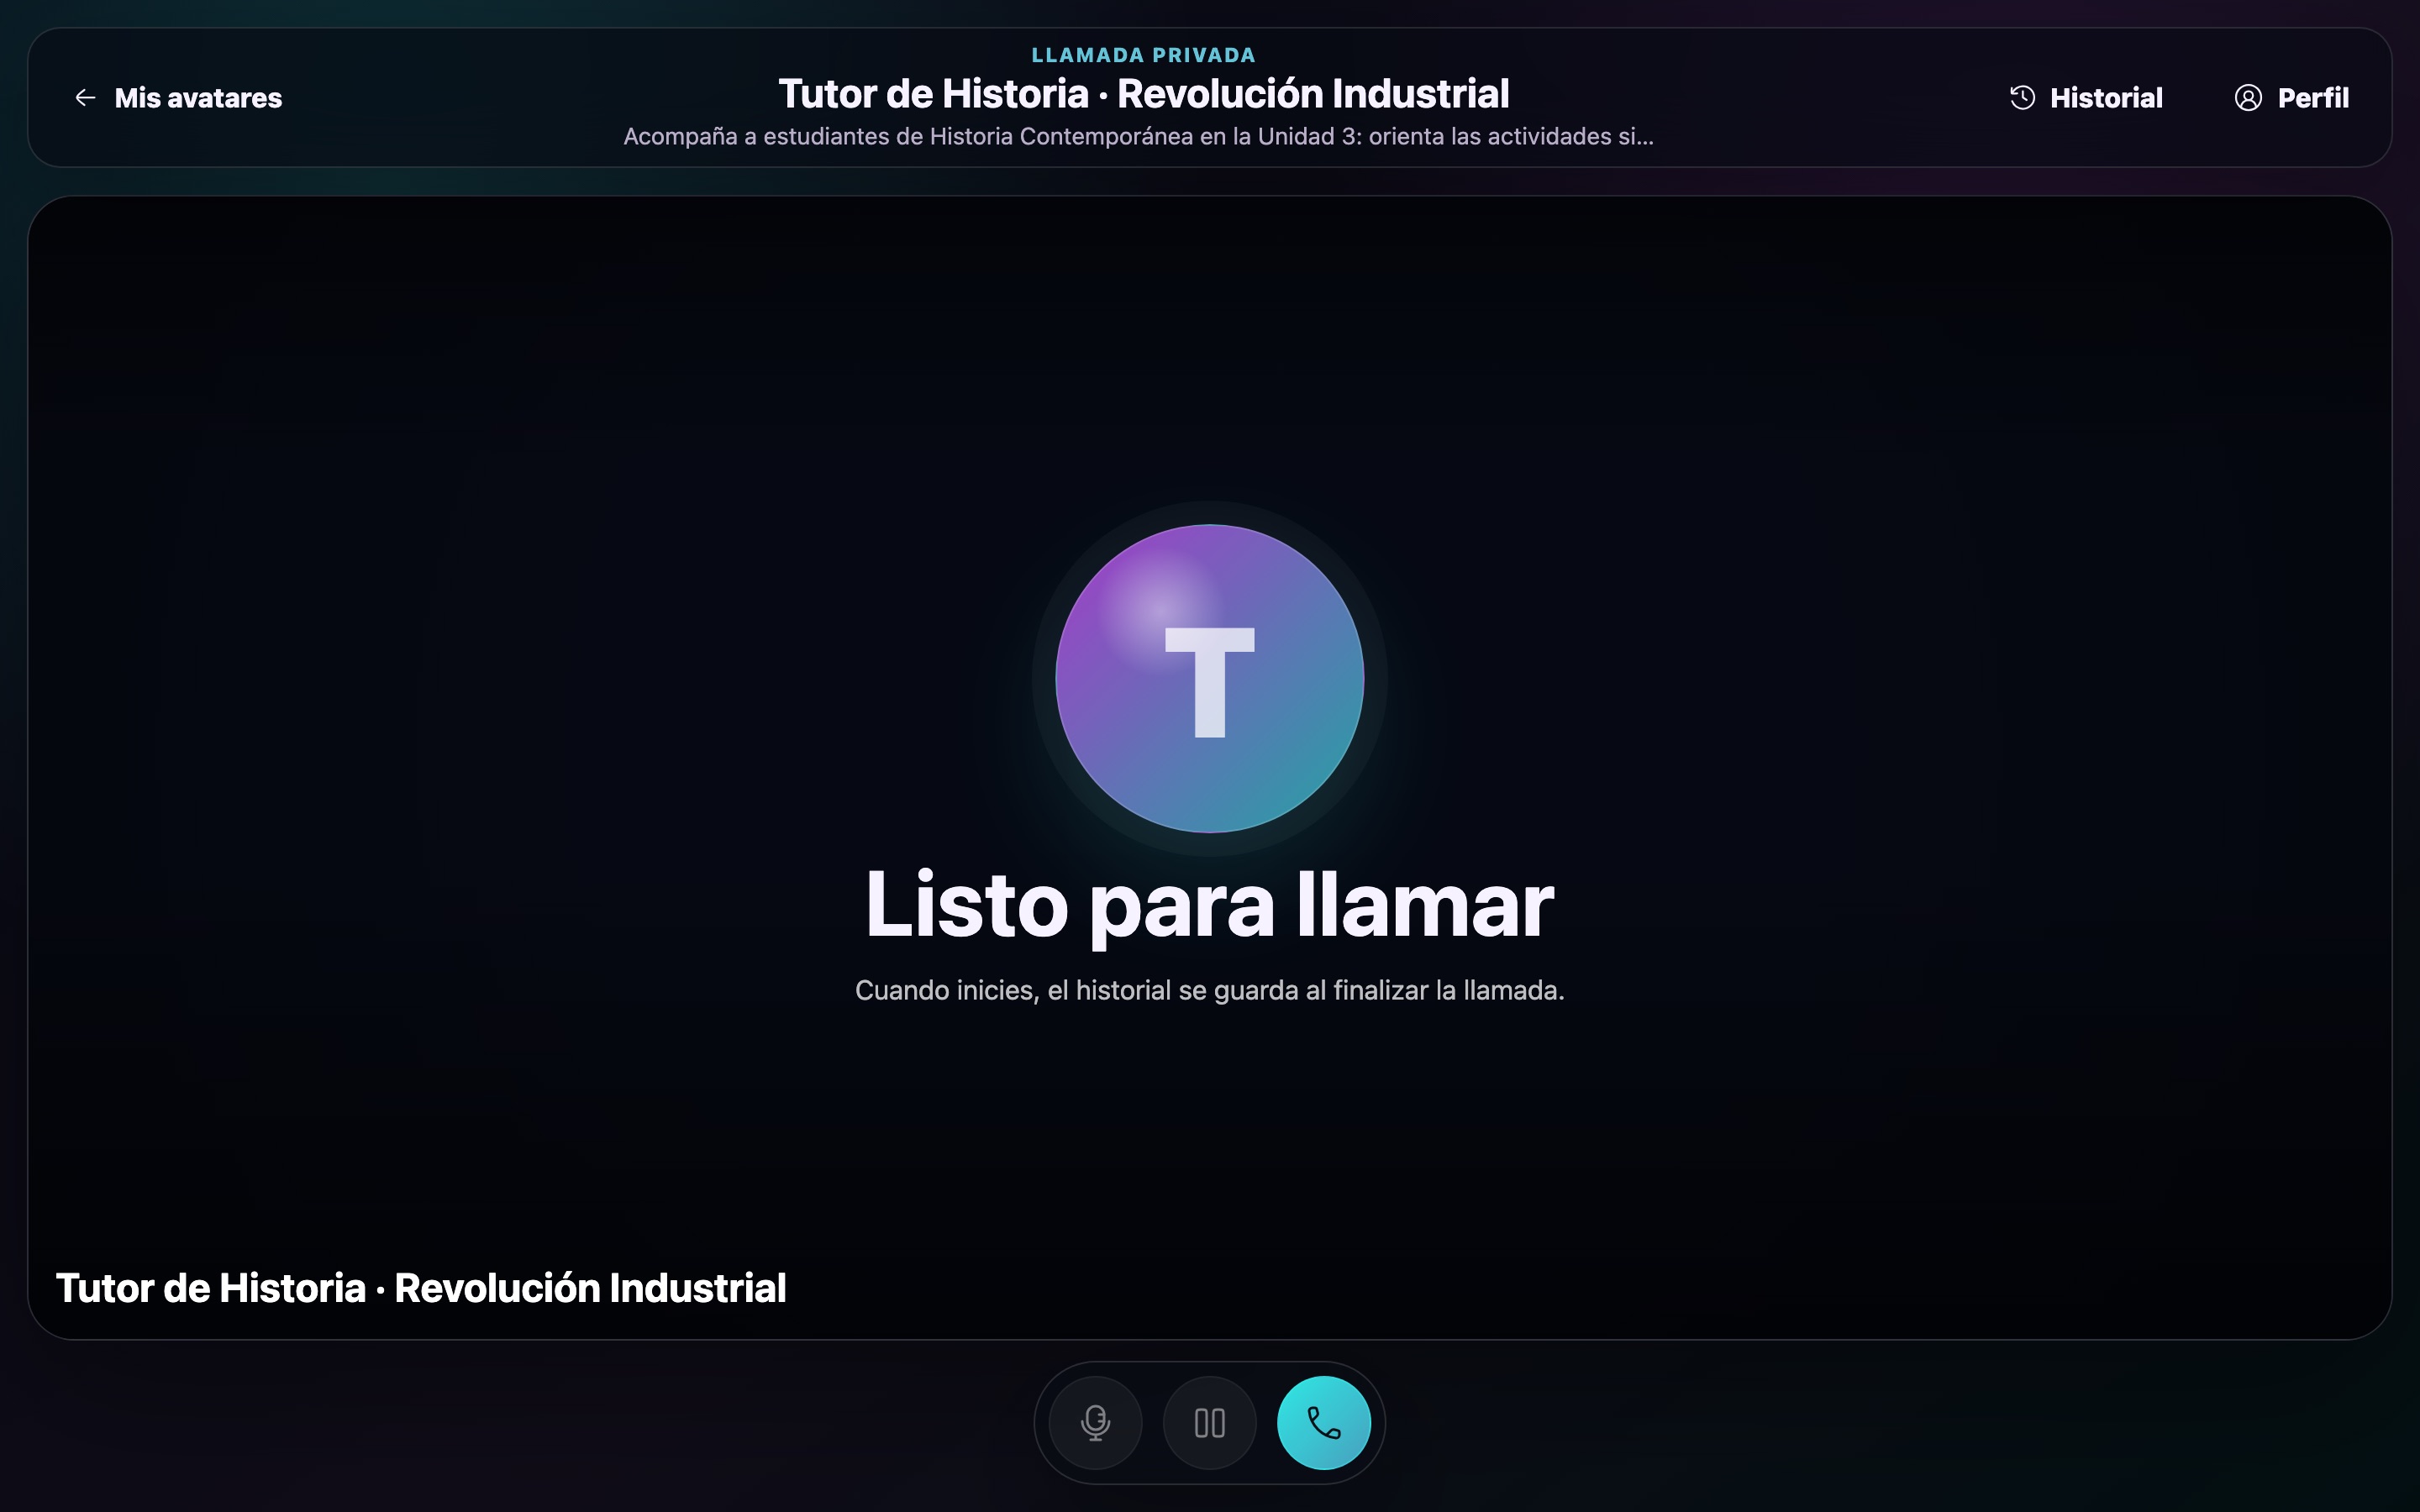 LLAMADA PRIVADA
Mis avatares
Tutor de Historia · Revolución Industrial
Historial
Perfil
Acompaña a estudiantes de Historia Contemporánea en la Unidad 3: orienta las actividades si...
T
Listo para llamar
Cuando inicies, el historial se guarda al finalizar la llamada.
Tutor de Historia · Revolución Industrial